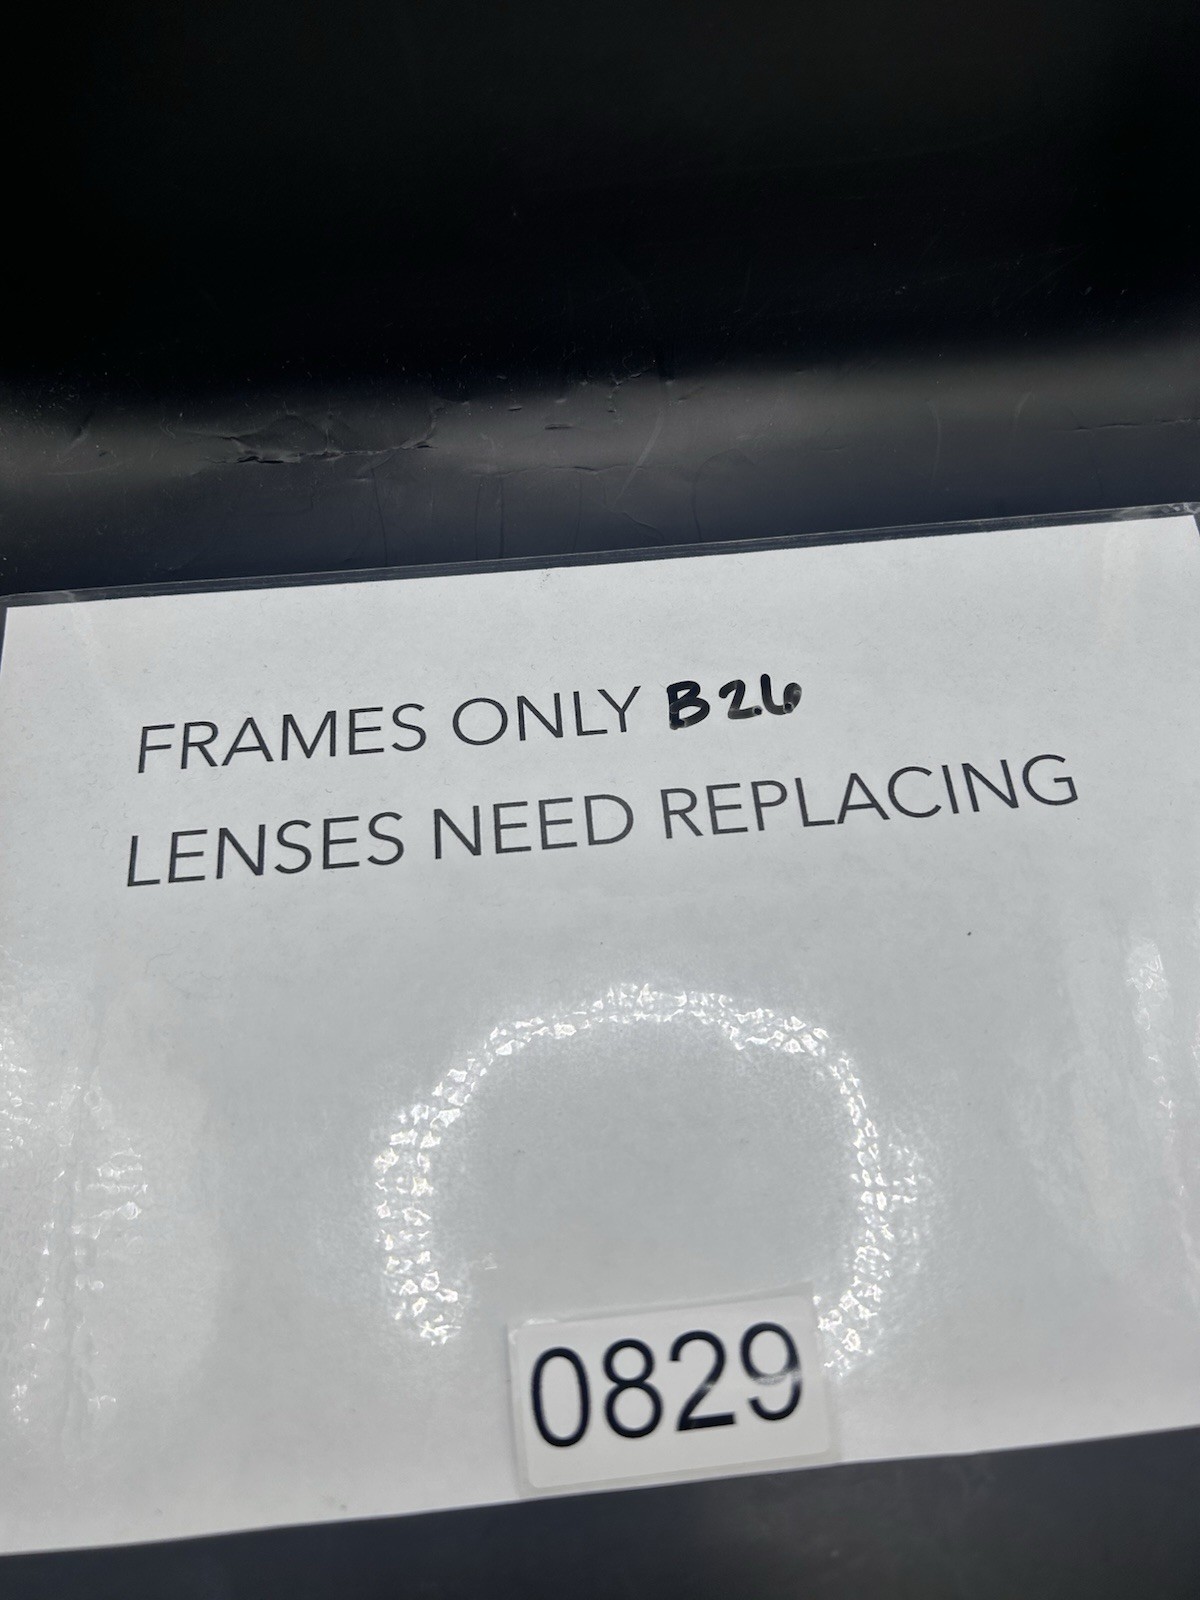 FRAMES ONLY B26
LENSES NEED REPLACING
0829